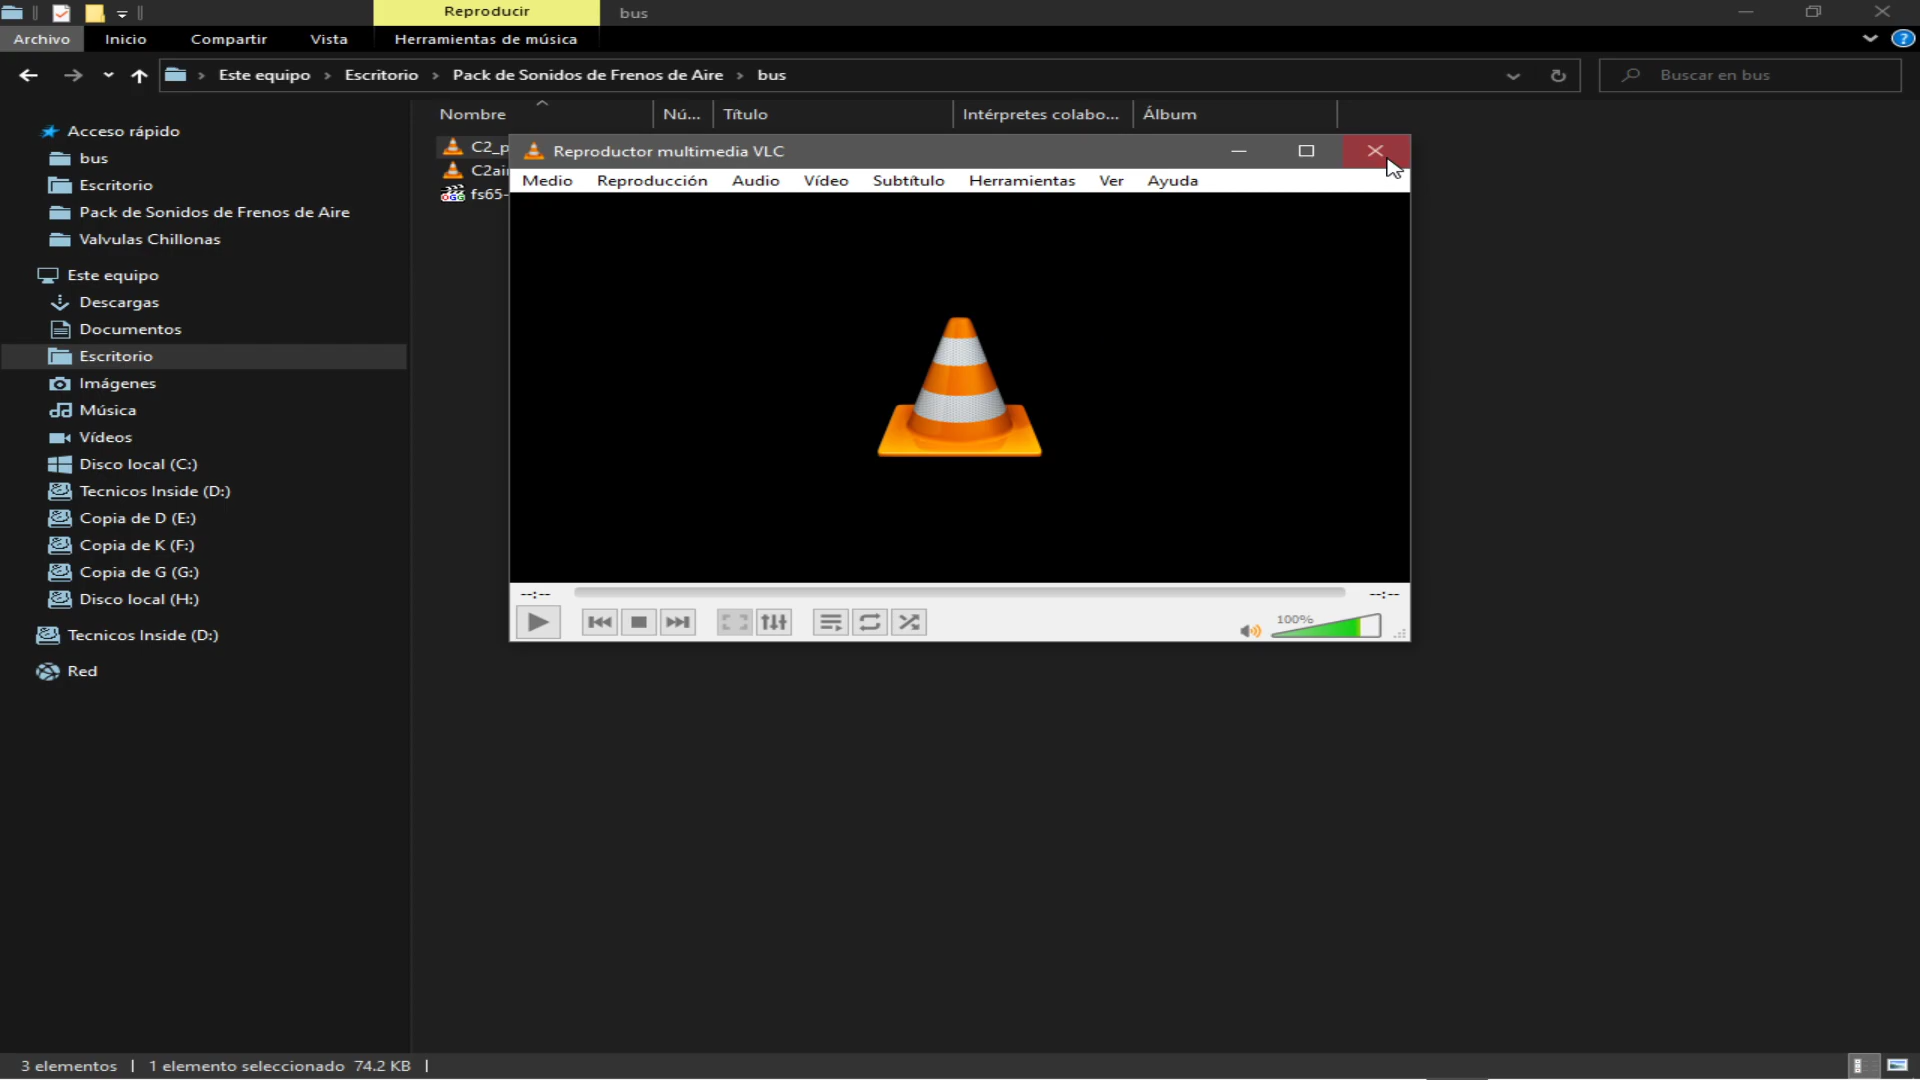 Reproducir
bus
Archivo Inicio Compartir Vista Herramientas de música
Este equipo › Escritorio › Pack de Sonidos de Frenos de Aire › bus
Buscar en bus
Nombre Nú... Título Intérpretes colabo... Álbum
Acceso rápido
bus
Escritorio
Pack de Sonidos de Frenos de Aire
Valvulas Chillonas
Este equipo
Descargas
Documentos
Escritorio
Imágenes
Música
Vídeos
Disco local (C:)
Tecnicos Inside (D:)
Copia de D (E:)
Copia de K (F:)
Copia de G (G:)
Disco local (H:)
Tecnicos Inside (D:)
Red
C2_p
C2ai
fs65-
Reproductor multimedia VLC
Medio Reproducción Audio Vídeo Subtítulo Herramientas Ver Ayuda
--:-- --:--
100%
3 elementos 1 elemento seleccionado 74.2 KB